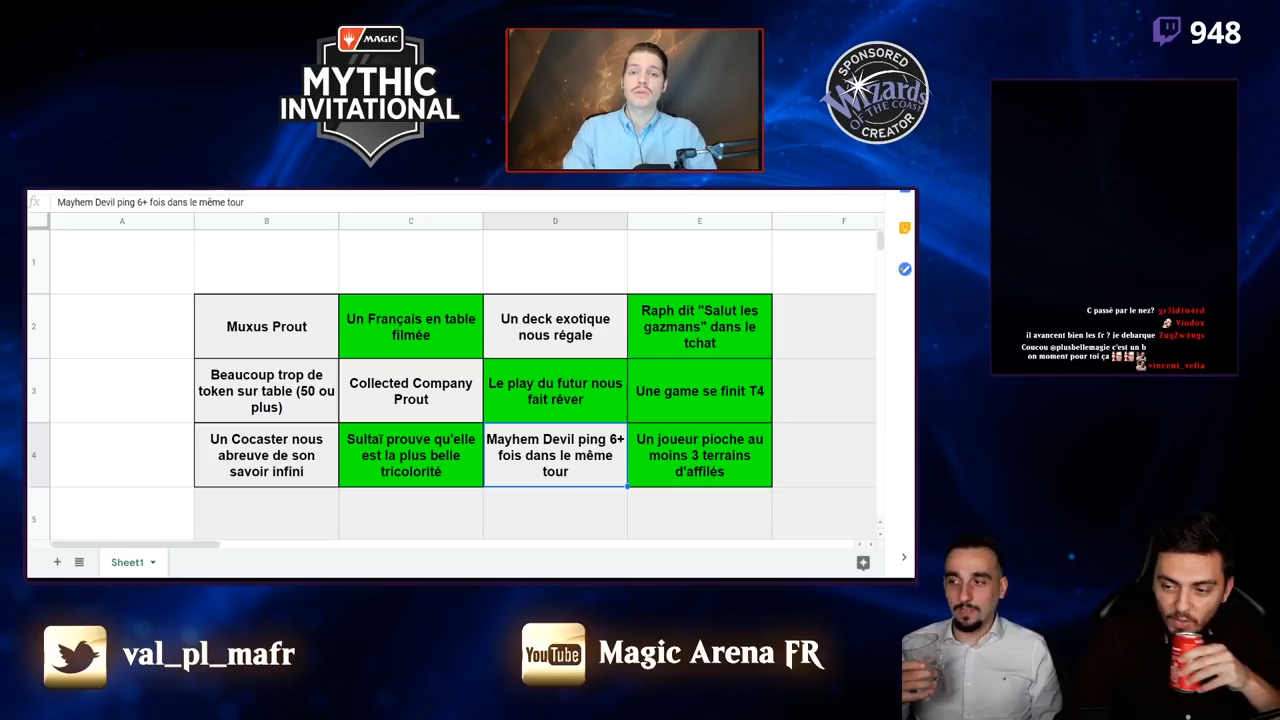 MAGIC
MYTHIC
INVITATIONAL
SPONSORED
Wizards
OF THE COAST
CREATOR
948
fx Mayhem Devil ping 6+ fois dans le même tour
A B C D E F
1
2
Muxus Prout
Un Français en table
filmée
Un deck exotique
nous régale
Raph dit "Salut les
gazmans" dans le
tchat
3
Beaucoup trop de
token sur table (50 ou
plus)
Collected Company
Prout
Le play du futur nous
fait rêver
Une game se finit T4
4
Un Cocaster nous
abreuve de son
savoir infini
Sultaï prouve qu'elle
est la plus belle
tricolorité
Mayhem Devil ping 6+
fois dans le même
tour
Un joueur pioche au
moins 3 terrains
d'affilés
5
Sheet1
C passé par le nez? gr3ld1n4rd
Viodox
il avancent bien les fr ? je debarque ZugZw4ngs
Coucou @plusbellemagie c'est un b
on moment pour toi ça
vincent_velia
val_pl_mafr
YouTube
Magic Arena FR